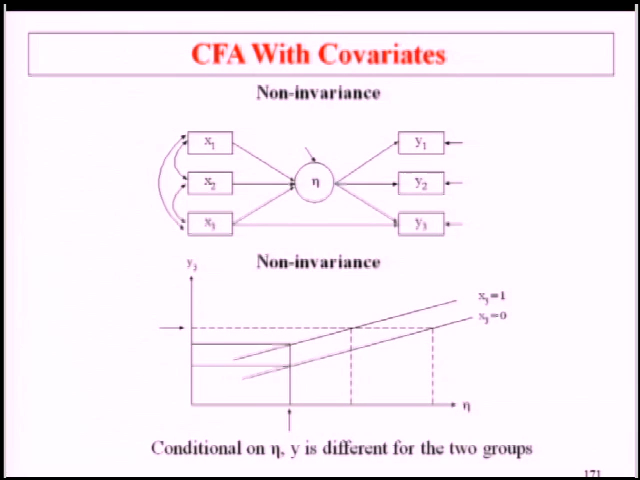 CFA With Covariates
Non-invariance
x1 y1
x2 η y2
x3 y3
y3 Non-invariance
x3=1
x3=0
η
Conditional on η, y is different for the two groups
171